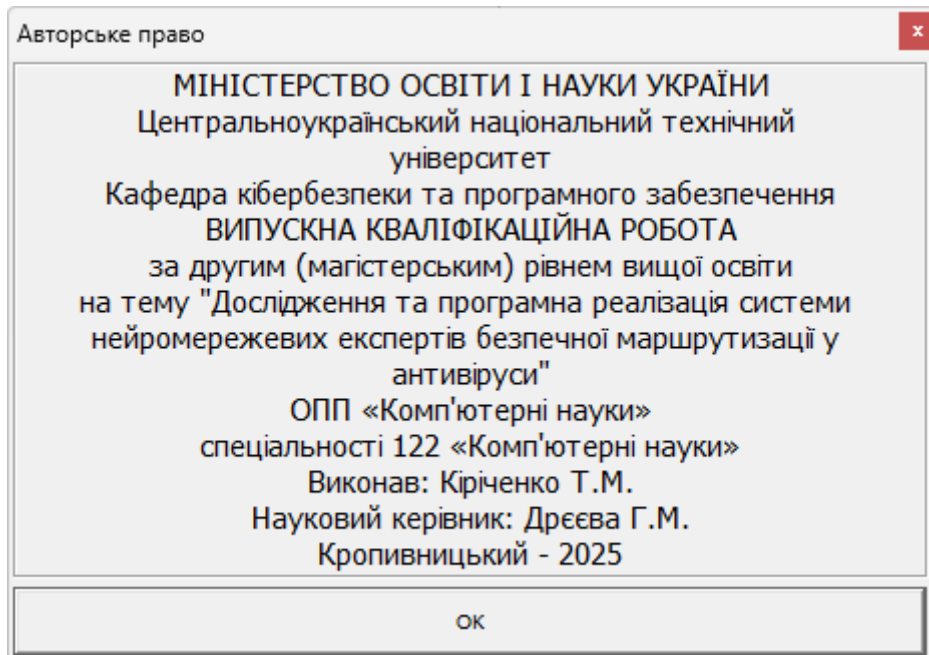 Авторське право
x
МІНІСТЕРСТВО ОСВІТИ І НАУКИ УКРАЇНИ
Центральноукраїнський національний технічний
університет
Кафедра кібербезпеки та програмного забезпечення
ВИПУСКНА КВАЛІФІКАЦІЙНА РОБОТА
за другим (магістерським) рівнем вищої освіти
на тему "Дослідження та програмна реалізація системи
нейромережевих експертів безпечної маршрутизації у
антивіруси"
ОПП «Комп'ютерні науки»
спеціальності 122 «Комп'ютерні науки»
Виконав: Кіріченко Т.М.
Науковий керівник: Дрєєва Г.М.
Кропивницький - 2025
ОК